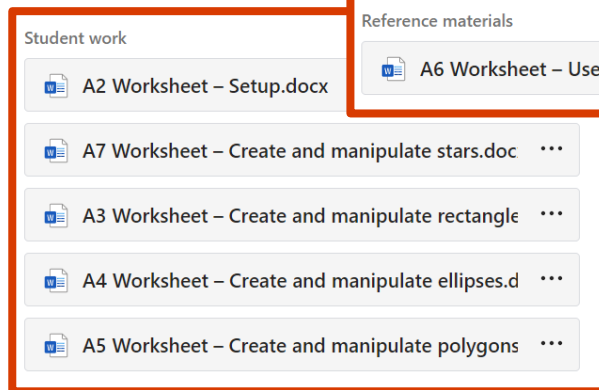 Student work
A2 Worksheet – Setup.docx
A7 Worksheet – Create and manipulate stars.doc
A3 Worksheet – Create and manipulate rectangle
A4 Worksheet – Create and manipulate ellipses.d
A5 Worksheet – Create and manipulate polygons
Reference materials
A6 Worksheet – Use